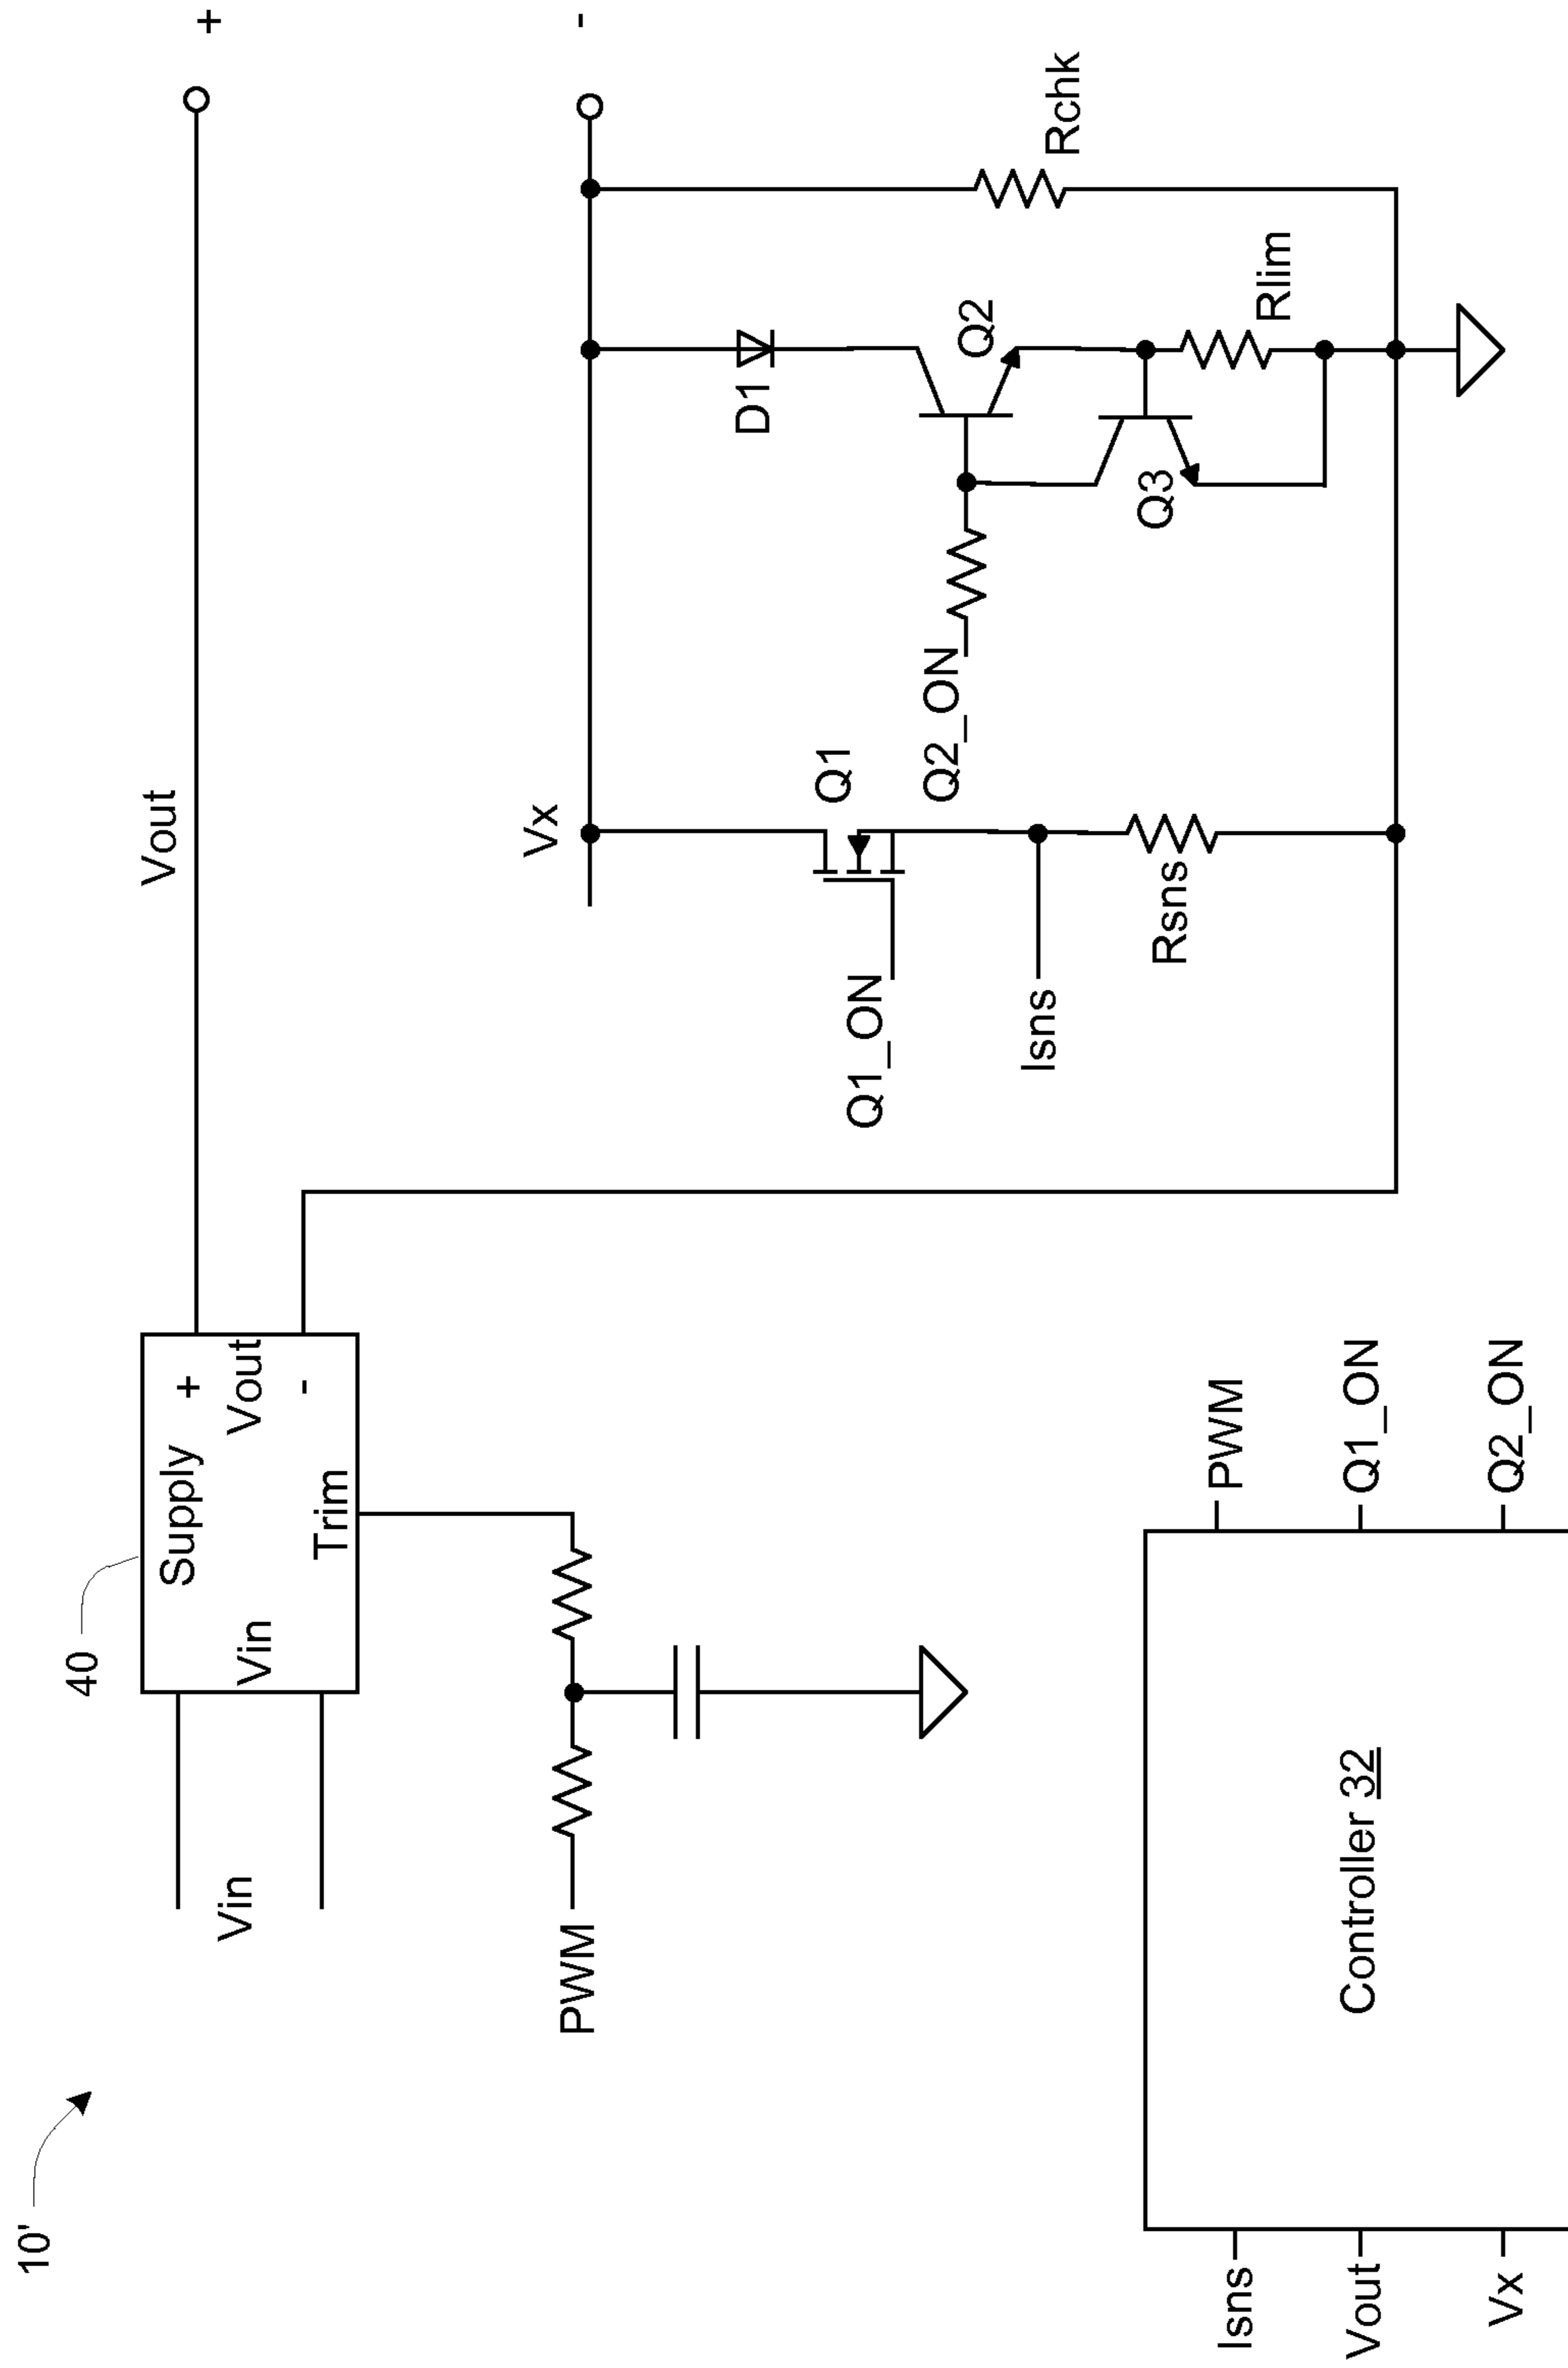 10'
40
Supply
+
Vin
Vout
-
Trim
Vin
Vout
+
-
PWM
Vx
Q1
Q1_ON
Isns
Rsns
D1
Q2
Q2_ON
Q3
Rlim
Rchk
Isns
Vout
Vx
Controller 32
PWM
Q1_ON
Q2_ON